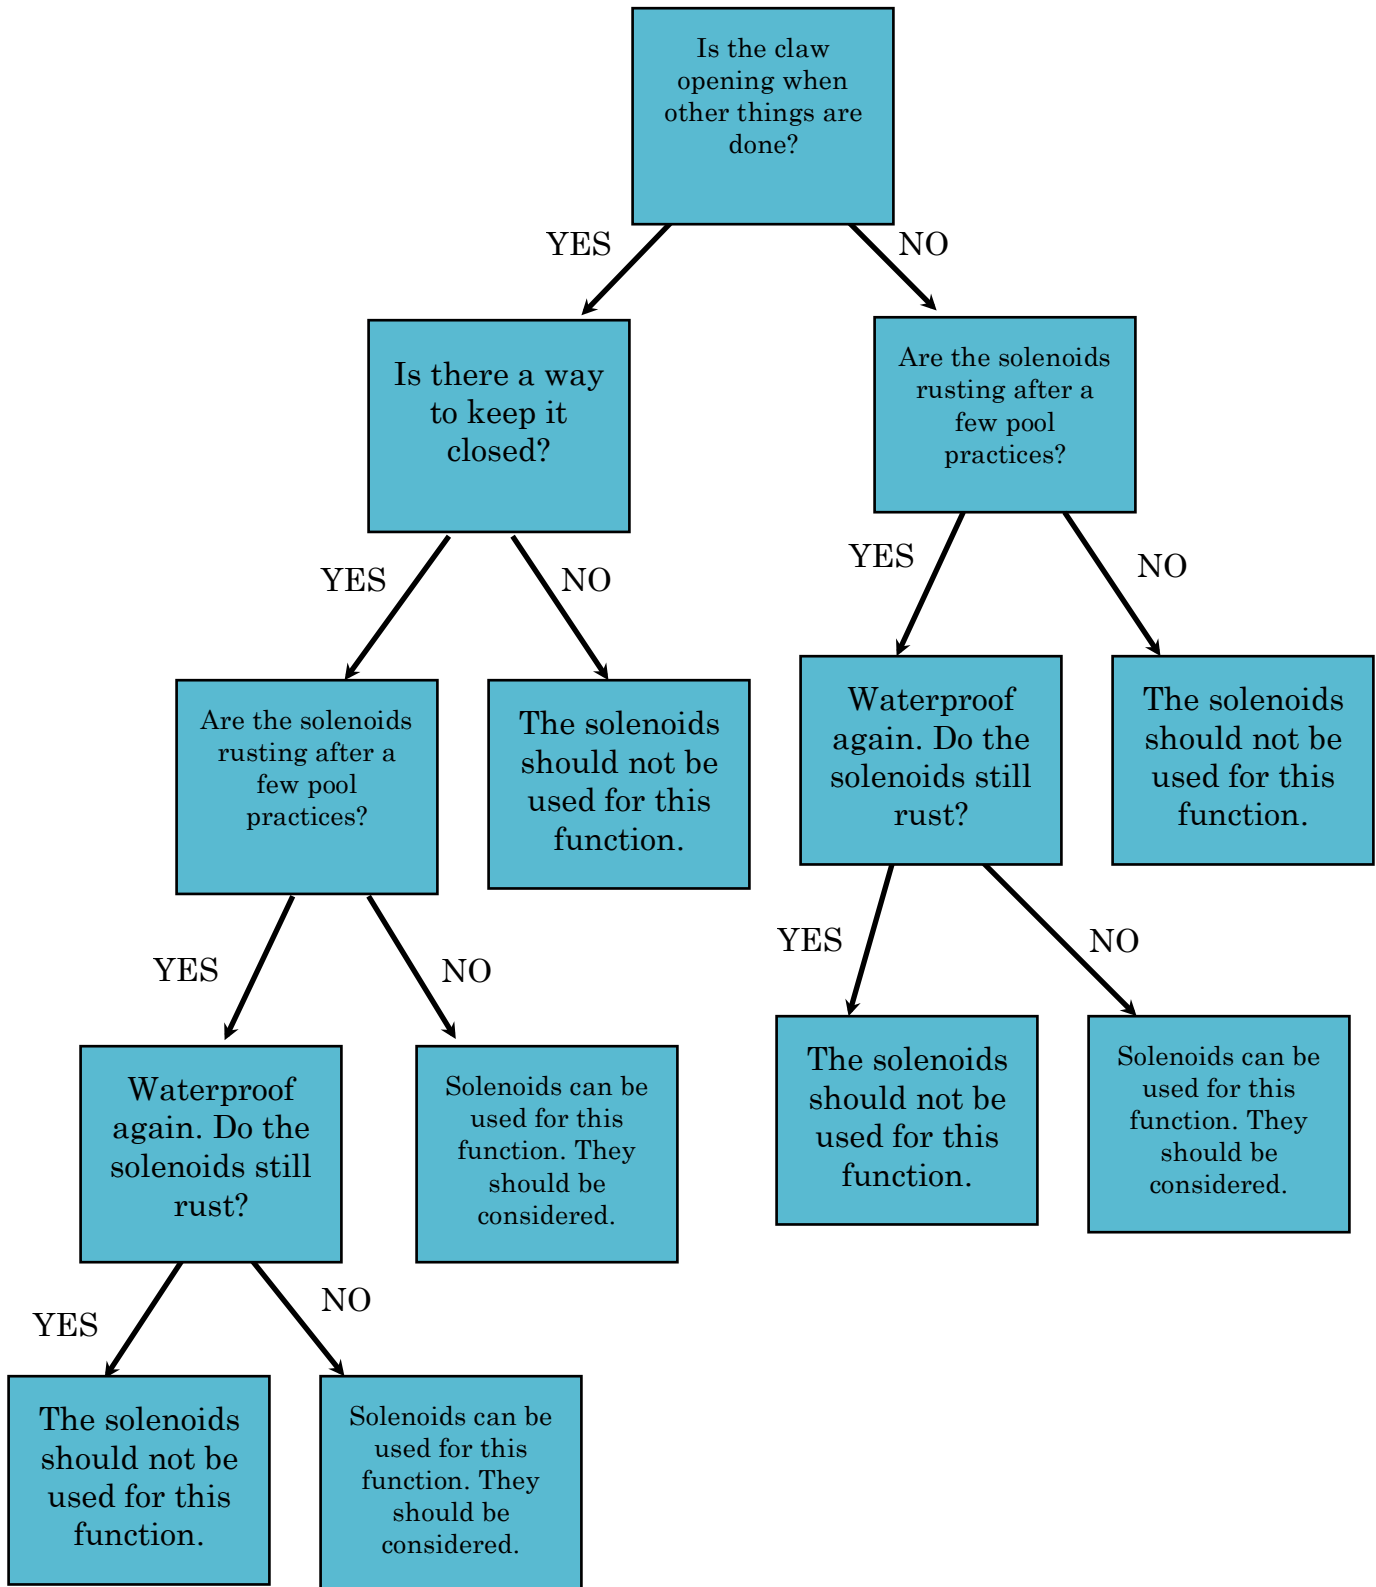 Is the claw
opening when
other things are
done?
YES
NO
Is there a way
to keep it
closed?
Are the solenoids
rusting after a
few pool
practices?
YES
NO
YES
NO
Are the solenoids
rusting after a
few pool
practices?
The solenoids
should not be
used for this
function.
Waterproof
again. Do the
solenoids still
rust?
The solenoids
should not be
used for this
function.
YES
NO
YES
NO
Waterproof
again. Do the
solenoids still
rust?
Solenoids can be
used for this
function. They
should be
considered.
The solenoids
should not be
used for this
function.
Solenoids can be
used for this
function. They
should be
considered.
YES
NO
The solenoids
should not be
used for this
function.
Solenoids can be
used for this
function. They
should be
considered.